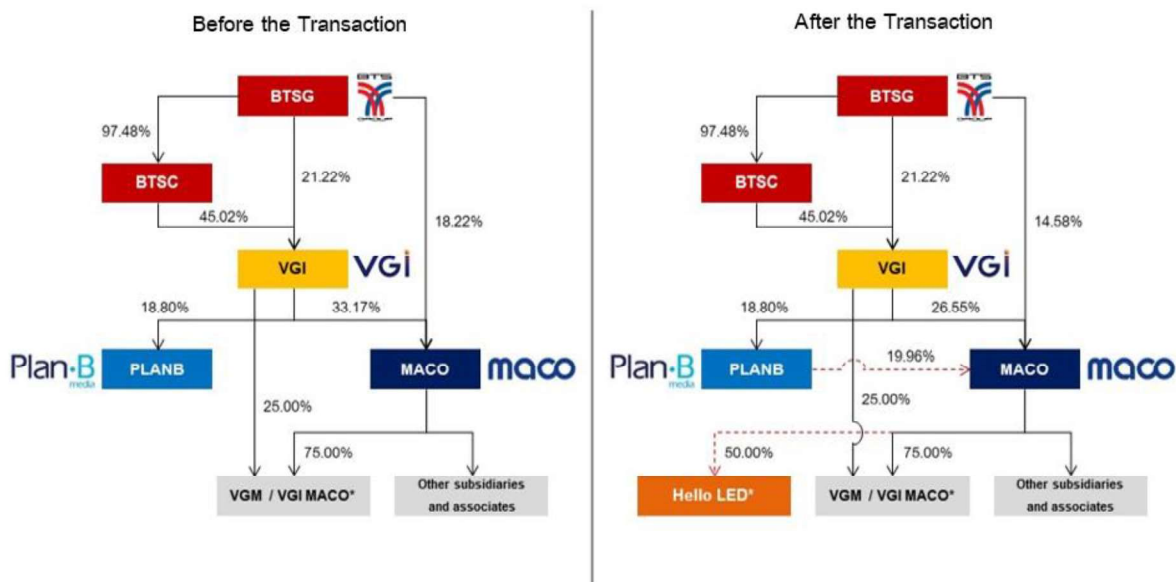 Before the Transaction
BTSG
BTS
GROUP
97.48%
BTSC
21.22%
45.02%
18.22%
VGI
VGI
18.80%
33.17%
Plan·B
media
PLANB
MACO
maco
25.00%
75.00%
VGM / VGI MACO*
Other subsidiaries
and associates
After the Transaction
BTSG
BTS
GROUP
97.48%
BTSC
21.22%
45.02%
14.58%
VGI
VGI
18.80%
26.55%
Plan·B
media
PLANB
19.96%
MACO
maco
25.00%
50.00%
75.00%
Hello LED*
VGM / VGI MACO*
Other subsidiaries
and associates